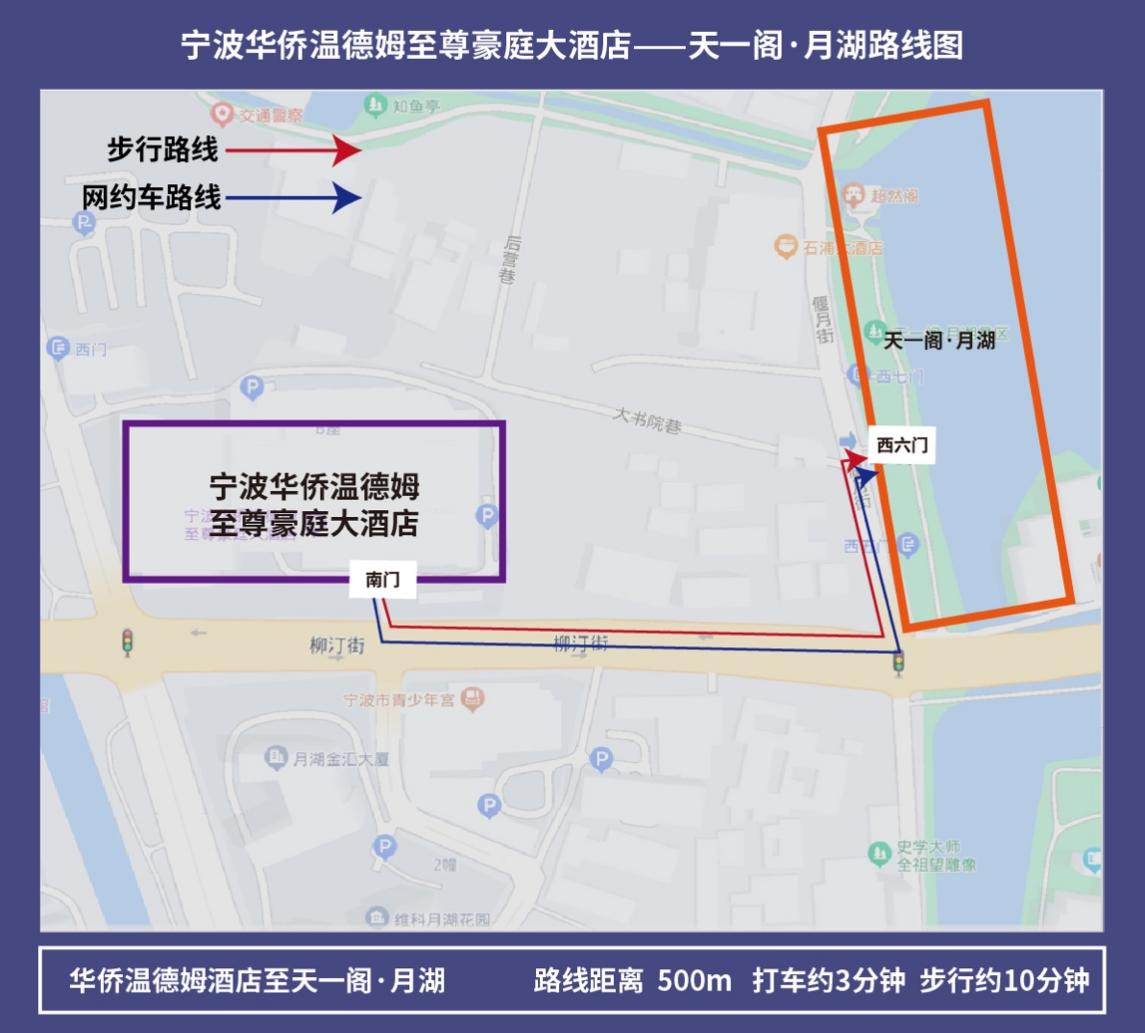 宁波华侨温德姆至尊豪庭大酒店——天一阁·月湖路线图
交通警察
知鱼亭
步行路线
网约车路线
超然阁
石浦大酒店
后营巷
偃月街
天一阁·月湖
西门
西七门
大书院巷
西六门
宁波华侨温德姆
至尊豪庭大酒店
西五门
南门
柳汀街
柳汀街
宁波市青少年宫
月湖金汇大厦
史学大师
全祖望雕像
2幢
维科月湖花园
华侨温德姆酒店至天一阁·月湖 路线距离 500m 打车约3分钟 步行约10分钟